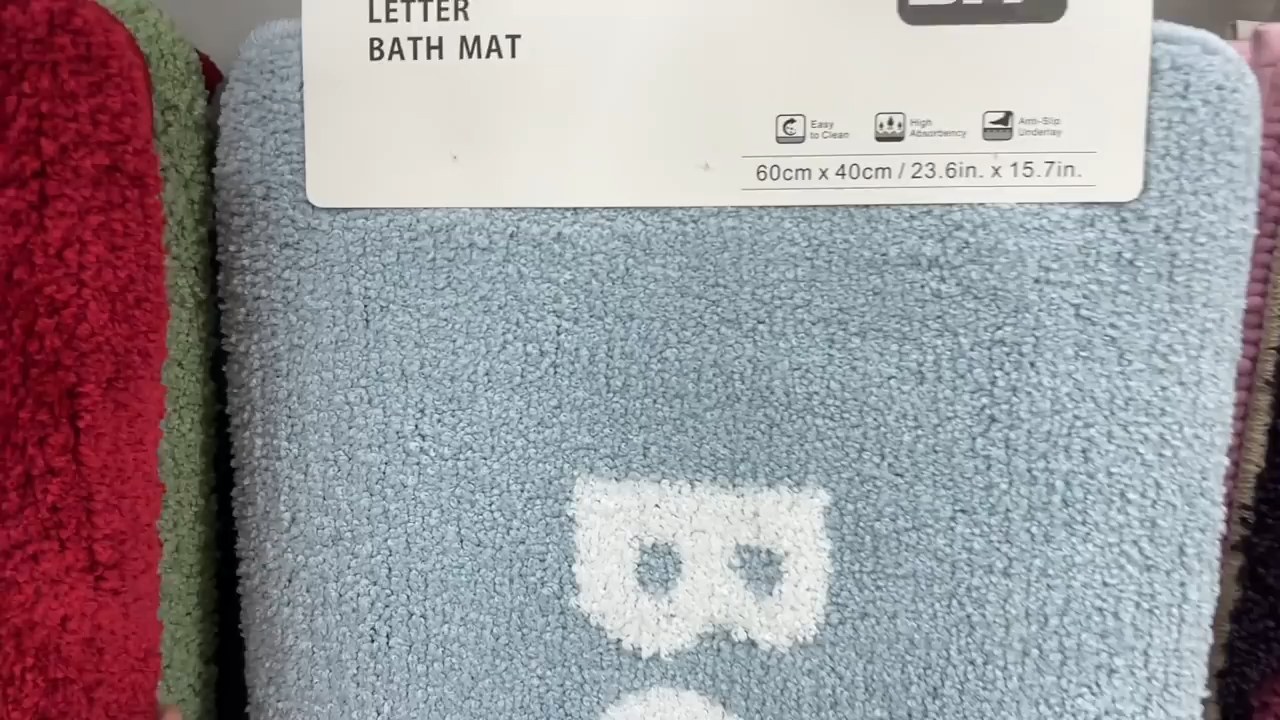 LETTER
BATH MAT
Easy
to Clean
High
Absorbency
Anti-Slip
Underlay
60cm x 40cm / 23.6in. x 15.7in.
B